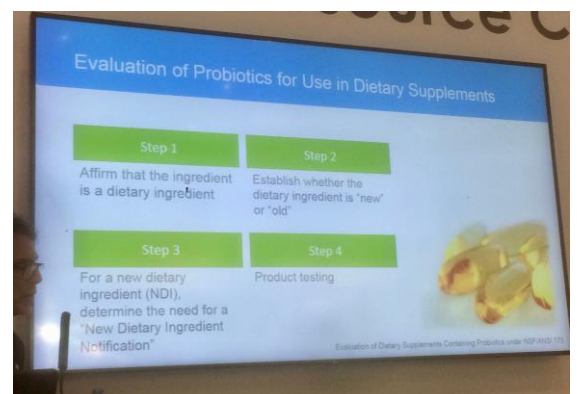 Evaluation of Probiotics for Use in Dietary Supplements
Step 1
Affirm that the ingredient
is a dietary ingredient
Step 2
Establish whether the
dietary ingredient is "new"
or "old"
Step 3
For a new dietary
ingredient (NDI),
determine the need for a
"New Dietary Ingredient
Notification"
Step 4
Product testing
Evaluation of Dietary Supplements Containing Probiotics under NSF/ANSI 173